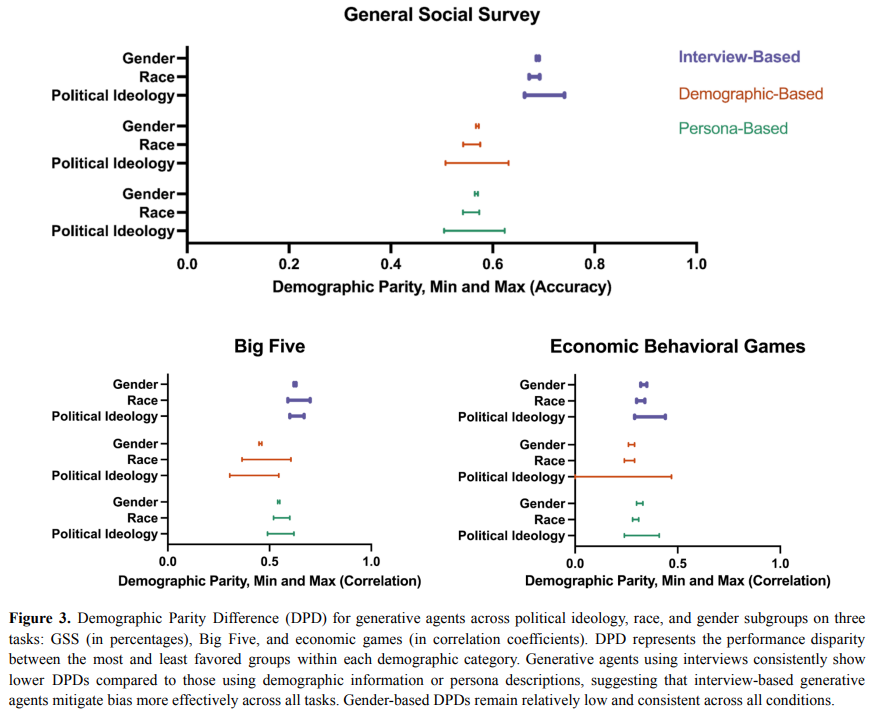 General Social Survey
Gender
Race
Political Ideology
Gender
Race
Political Ideology
Gender
Race
Political Ideology
Interview-Based
Demographic-Based
Persona-Based
0.0 0.2 0.4 0.6 0.8 1.0
Demographic Parity, Min and Max (Accuracy)
Big Five
Gender
Race
Political Ideology
Gender
Race
Political Ideology
Gender
Race
Political Ideology
0.0 0.5 1.0
Demographic Parity, Min and Max (Correlation)
Economic Behavioral Games
Gender
Race
Political Ideology
Gender
Race
Political Ideology
Gender
Race
Political Ideology
0.0 0.5 1.0
Demographic Parity, Min and Max (Correlation)
Figure 3. Demographic Parity Difference (DPD) for generative agents across political ideology, race, and gender subgroups on three
tasks: GSS (in percentages), Big Five, and economic games (in correlation coefficients). DPD represents the performance disparity
between the most and least favored groups within each demographic category. Generative agents using interviews consistently show
lower DPDs compared to those using demographic information or persona descriptions, suggesting that interview-based generative
agents mitigate bias more effectively across all tasks. Gender-based DPDs remain relatively low and consistent across all conditions.